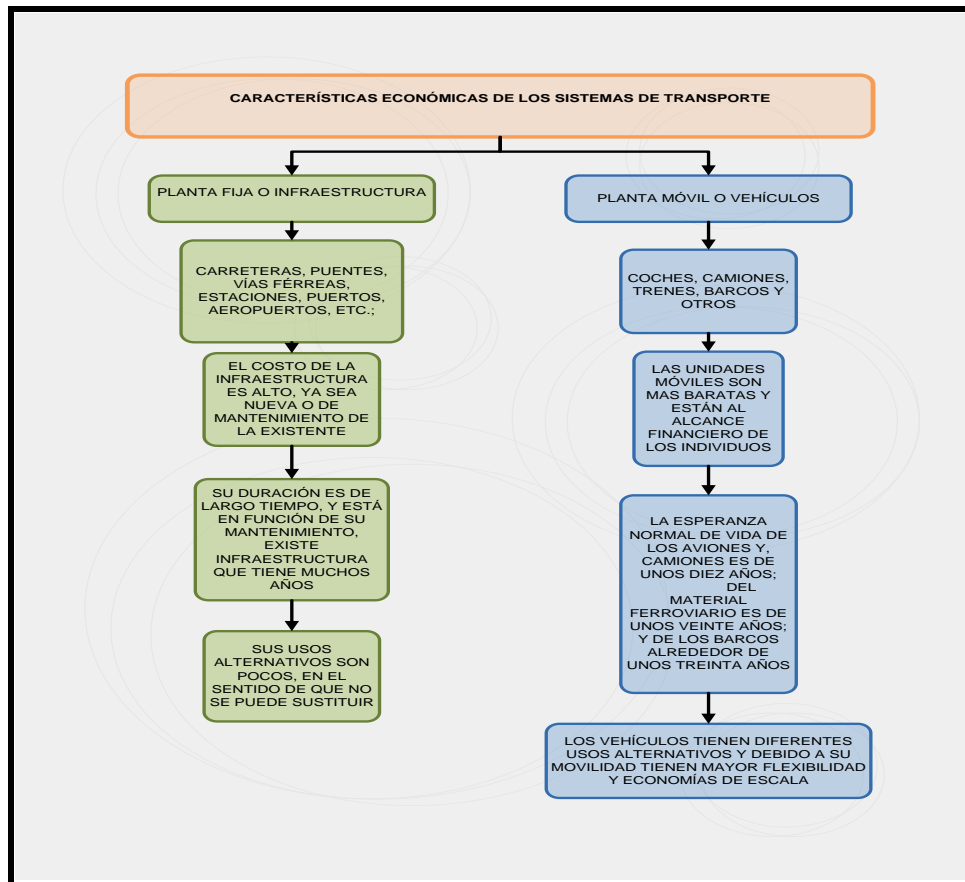 CARACTERÍSTICAS ECONÓMICAS DE LOS SISTEMAS DE TRANSPORTE
PLANTA FIJA O INFRAESTRUCTURA
CARRETERAS, PUENTES,
VÍAS FÉRREAS,
ESTACIONES, PUERTOS,
AEROPUERTOS, ETC.;
EL COSTO DE LA
INFRAESTRUCTURA
ES ALTO, YA SEA
NUEVA O DE
MANTENIMIENTO DE
LA EXISTENTE
SU DURACIÓN ES DE
LARGO TIEMPO, Y ESTÁ
EN FUNCIÓN DE SU
MANTENIMIENTO,
EXISTE
INFRAESTRUCTURA
QUE TIENE MUCHOS
AÑOS
SUS USOS
ALTERNATIVOS SON
POCOS, EN EL
SENTIDO DE QUE NO
SE PUEDE SUSTITUIR
PLANTA MÓVIL O VEHÍCULOS
COCHES, CAMIONES,
TRENES, BARCOS Y
OTROS
LAS UNIDADES
MÓVILES SON
MAS BARATAS Y
ESTÁN AL
ALCANCE
FINANCIERO DE
LOS INDIVIDUOS
LA ESPERANZA
NORMAL DE VIDA DE
LOS AVIONES Y,
CAMIONES ES DE
UNOS DIEZ AÑOS;
DEL
MATERIAL
FERROVIARIO ES DE
UNOS VEINTE AÑOS;
Y DE LOS BARCOS
ALREDEDOR DE
UNOS TREINTA AÑOS
LOS VEHÍCULOS TIENEN DIFERENTES
USOS ALTERNATIVOS Y DEBIDO A SU
MOVILIDAD TIENEN MAYOR FLEXIBILIDAD
Y ECONOMÍAS DE ESCALA